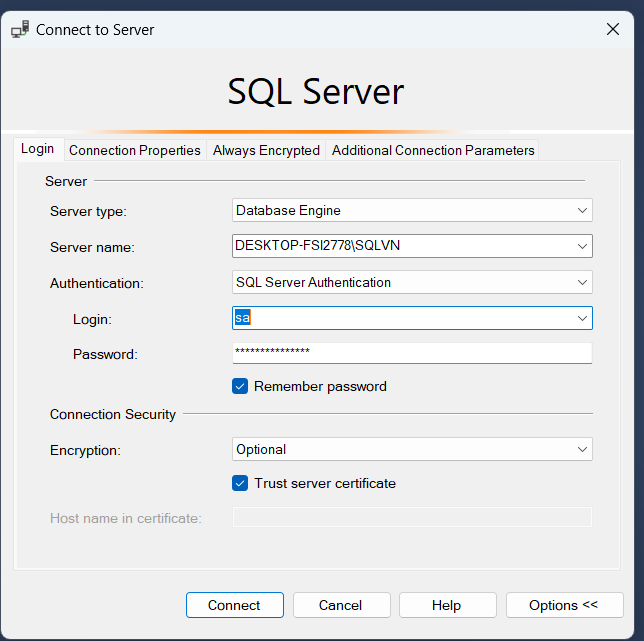 Connect to Server
SQL Server
Login Connection Properties Always Encrypted Additional Connection Parameters
Server
Server type: Database Engine
Server name: DESKTOP-FSI2778\SQLVN
Authentication: SQL Server Authentication
Login: sa
Password: ***************
Remember password
Connection Security
Encryption: Optional
Trust server certificate
Host name in certificate:
Connect Cancel Help Options <<